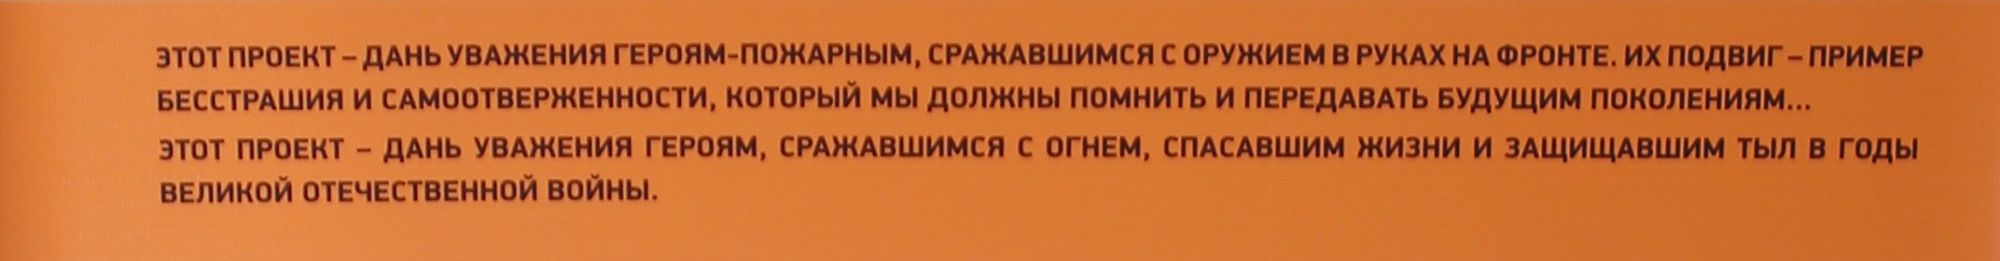 ЭТОТ ПРОЕКТ – ДАНЬ УВАЖЕНИЯ ГЕРОЯМ-ПОЖАРНЫМ, СРАЖАВШИМСЯ С ОРУЖИЕМ В РУКАХ НА ФРОНТЕ. ИХ ПОДВИГ – ПРИМЕР
БЕССТРАШИЯ И САМООТВЕРЖЕННОСТИ, КОТОРЫЙ МЫ ДОЛЖНЫ ПОМНИТЬ И ПЕРЕДАВАТЬ БУДУЩИМ ПОКОЛЕНИЯМ...
ЭТОТ ПРОЕКТ – ДАНЬ УВАЖЕНИЯ ГЕРОЯМ, СРАЖАВШИМСЯ С ОГНЕМ, СПАСАВШИМ ЖИЗНИ И ЗАЩИЩАВШИМ ТЫЛ В ГОДЫ
ВЕЛИКОЙ ОТЕЧЕСТВЕННОЙ ВОЙНЫ.